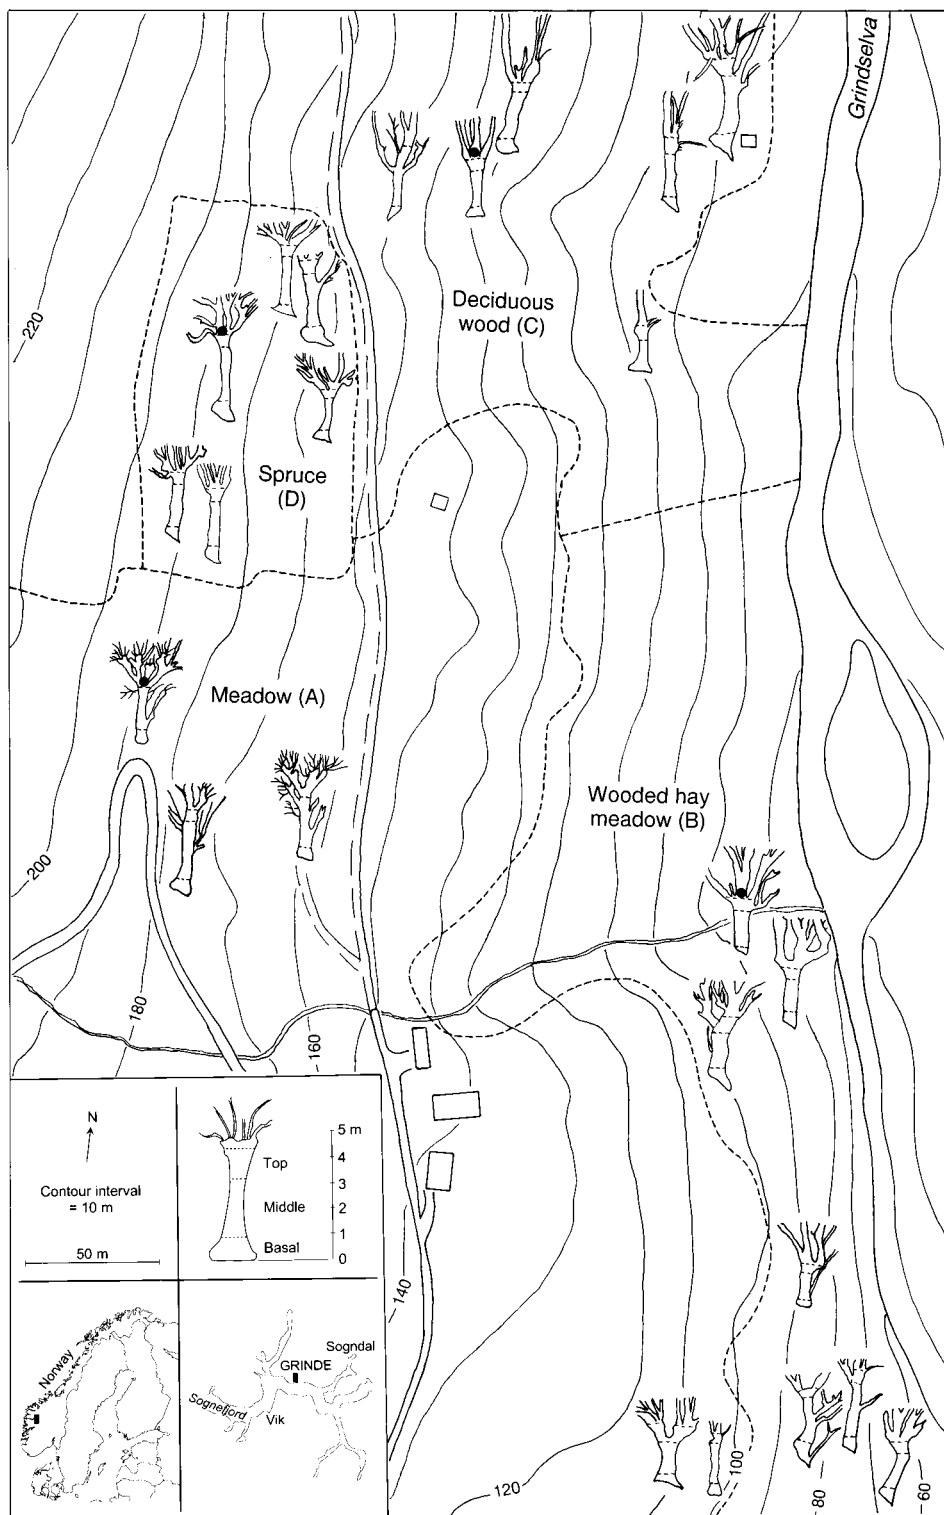 Grindselva
Deciduous
wood (C)
220
Spruce
(D)
Meadow (A)
Wooded hay
meadow (B)
200
180
160
N
Contour interval
= 10 m
50 m
5 m
4
3
2
1
0
Top
Middle
Basal
140
Norway
Sogndal
GRINDE
Sognefjord
Vik
120
100
80
60